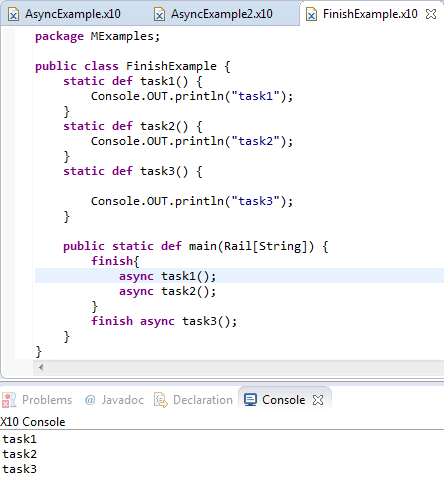 AsyncExample.x10 AsyncExample2.x10 FinishExample.x10
package MExamples;
public class FinishExample {
static def task1() {
Console.OUT.println("task1");
}
static def task2() {
Console.OUT.println("task2");
}
static def task3() {
Console.OUT.println("task3");
}
public static def main(Rail[String]) {
finish{
async task1();
async task2();
}
finish async task3();
}
}
Problems @ Javadoc Declaration Console
X10 Console
task1
task2
task3